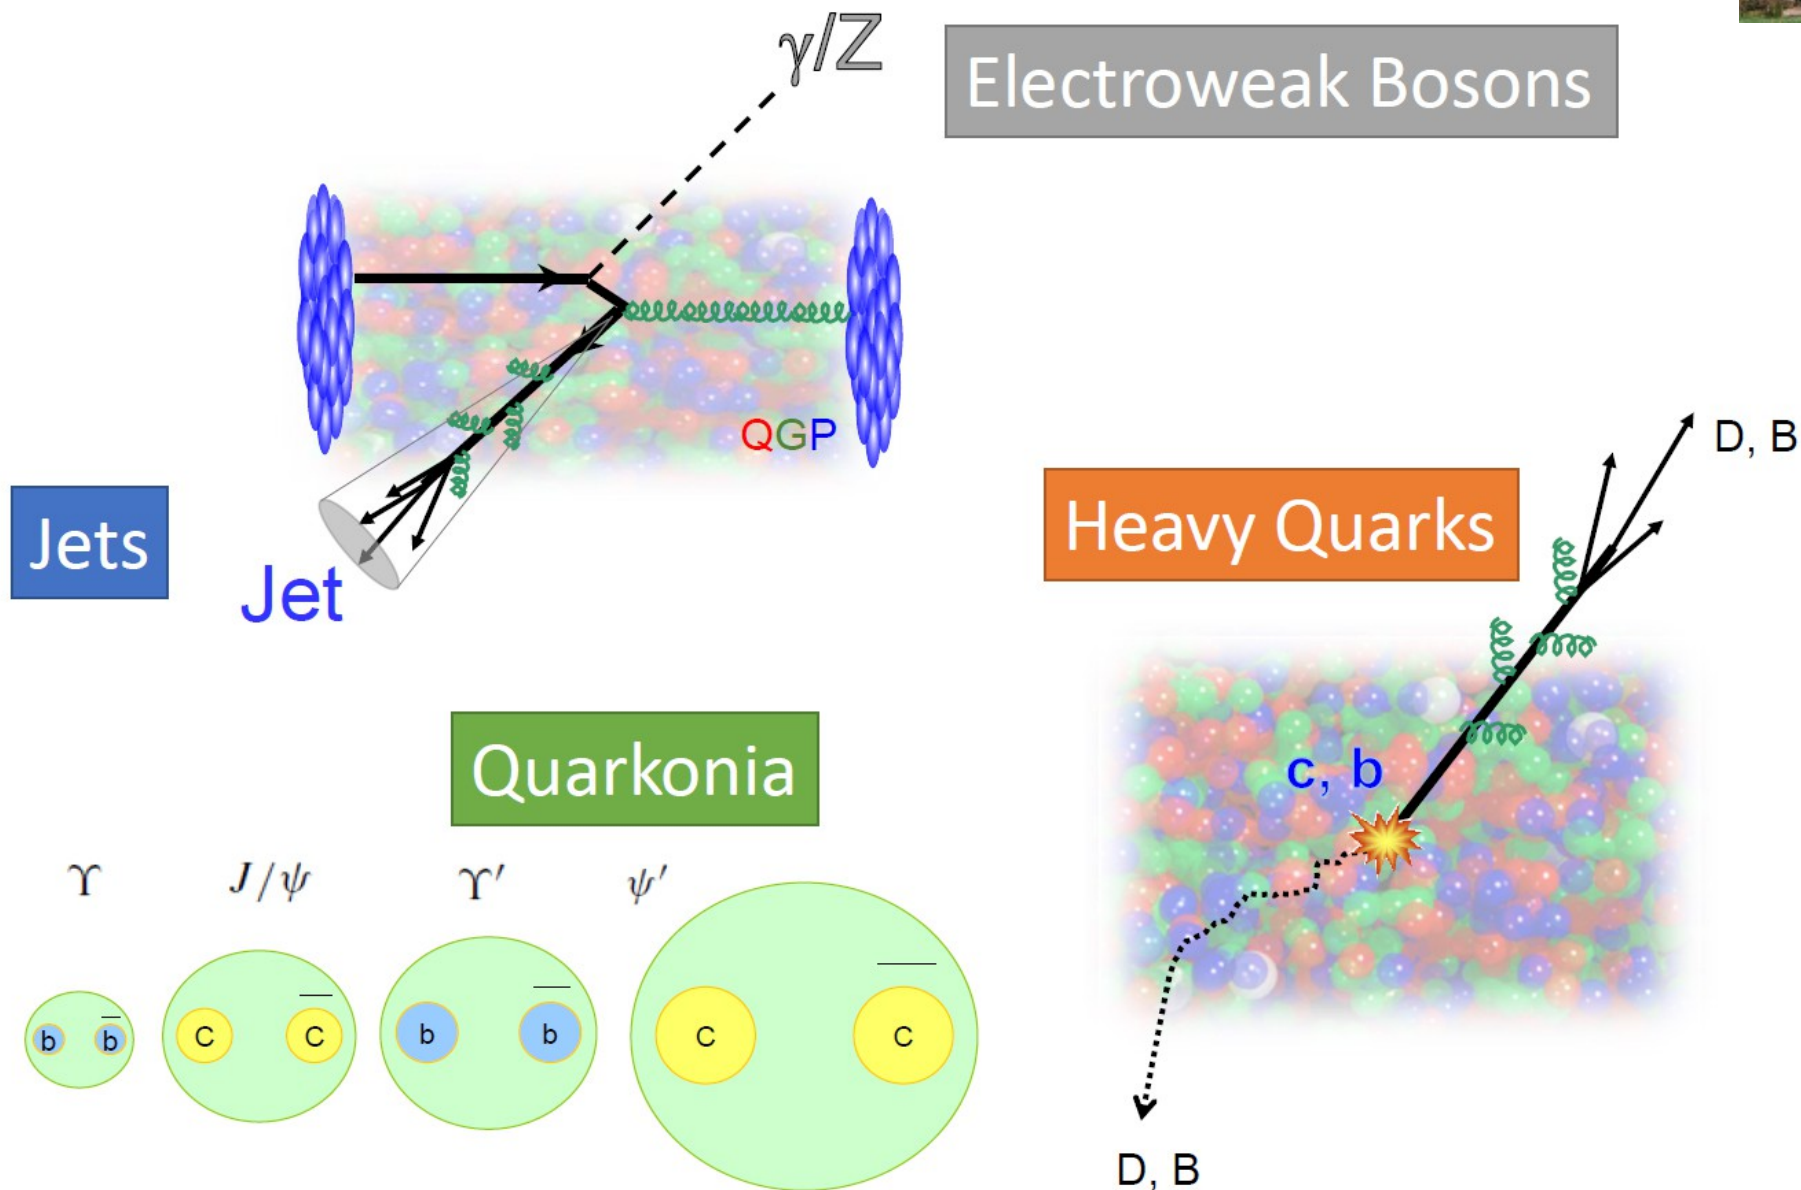 γ/Z
Electroweak Bosons
QGP
Jets
Jet
D, B
Heavy Quarks
c, b
Quarkonia
ϒ J/ψ ϒ′ ψ′
b b̅ C C̅ b b̅ C C̅
D, B